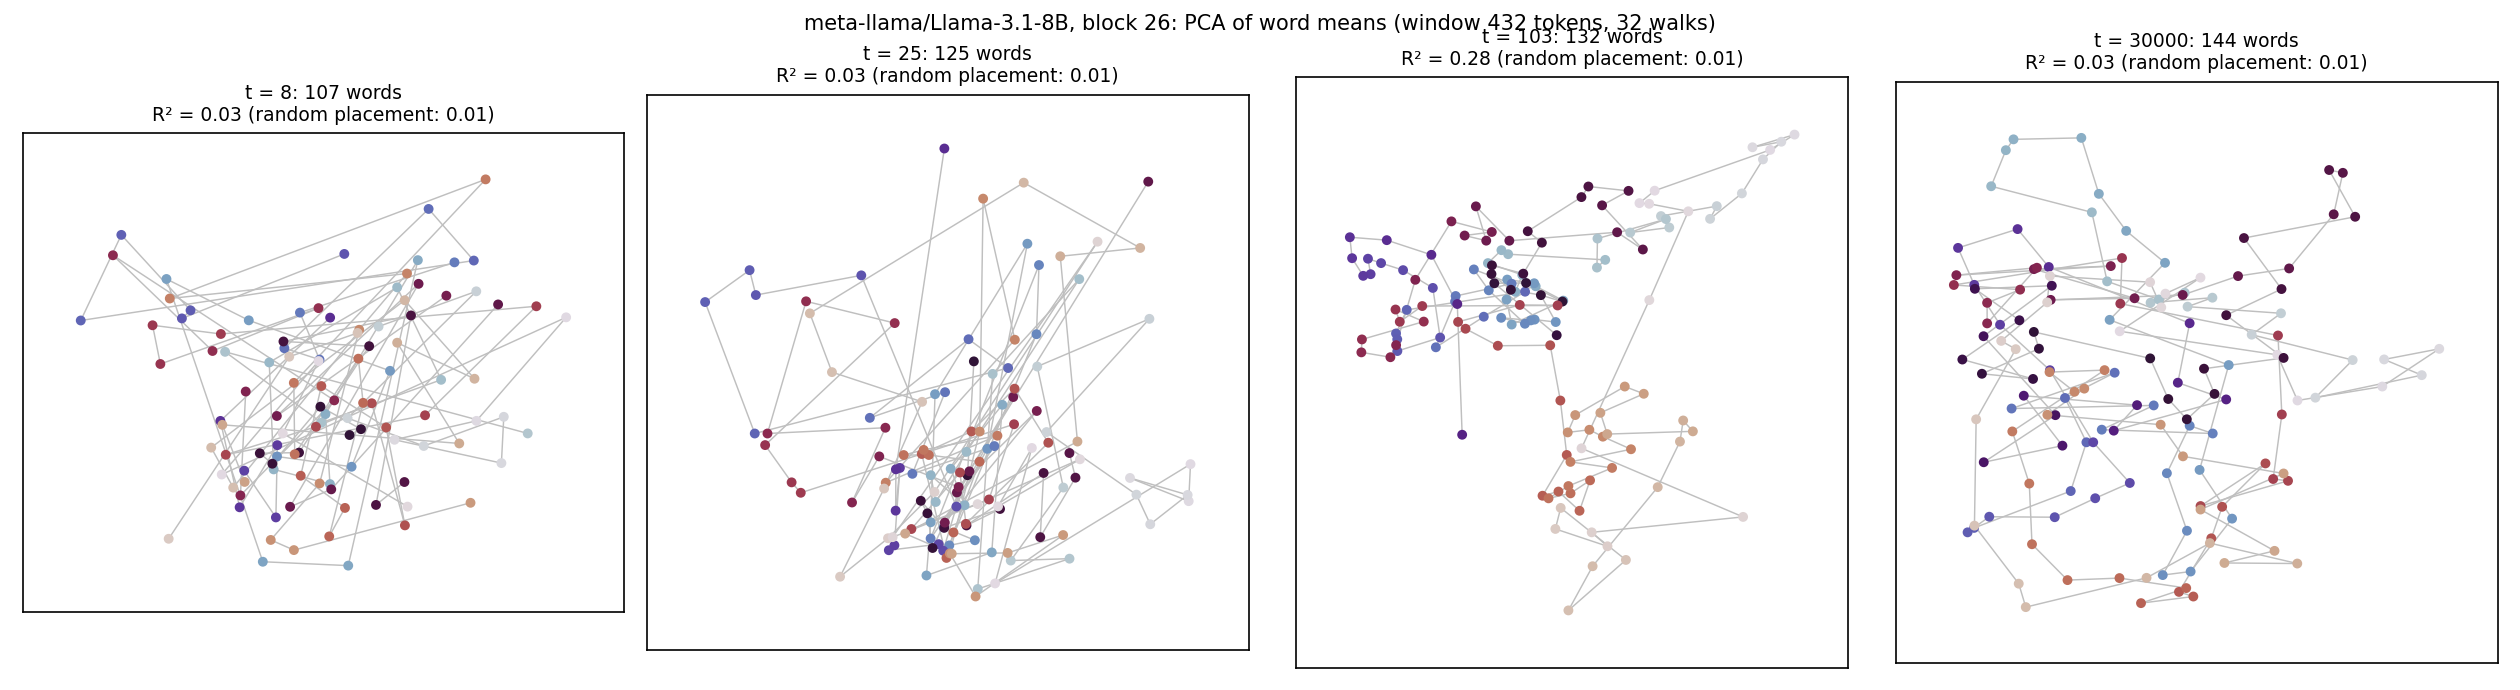 meta-llama/Llama-3.1-8B, block 26: PCA of word means (window 432 tokens, 32 walks)
t = 8: 107 words
R² = 0.03 (random placement: 0.01)
t = 25: 125 words
R² = 0.03 (random placement: 0.01)
t = 103: 132 words
R² = 0.28 (random placement: 0.01)
t = 30000: 144 words
R² = 0.03 (random placement: 0.01)